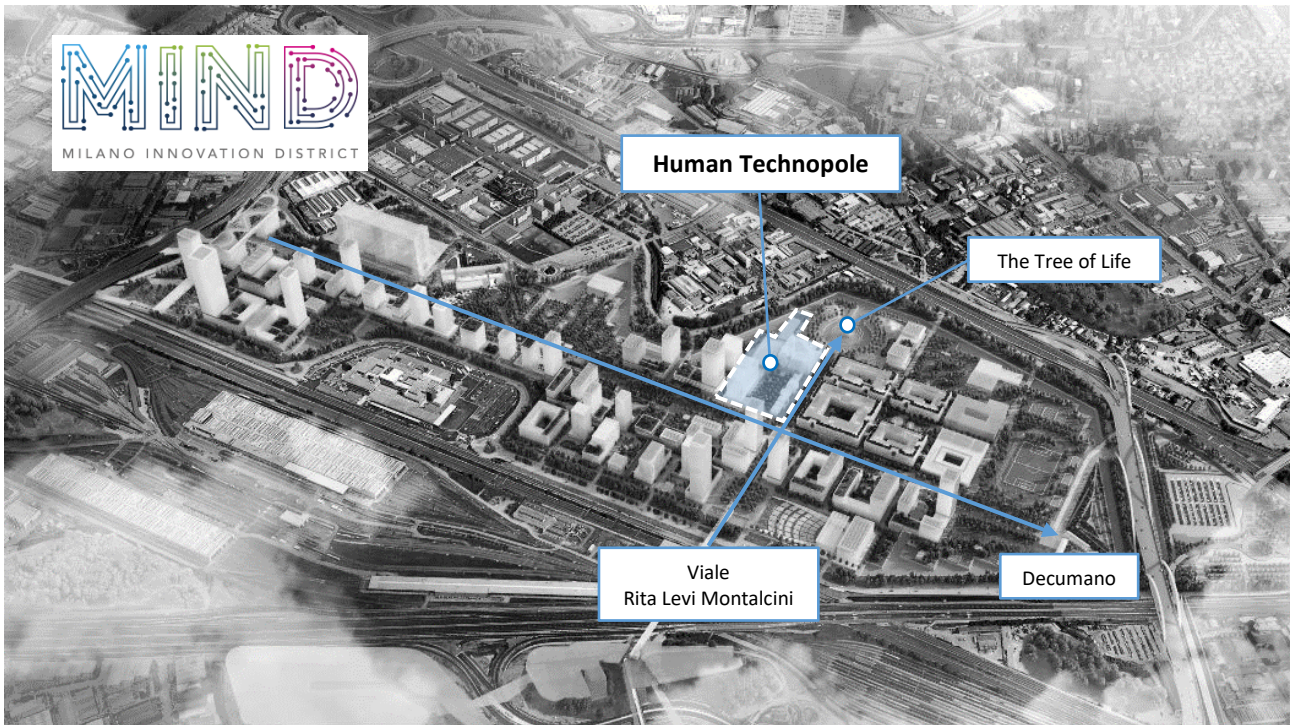 MIND
MILANO INNOVATION DISTRICT
Human Technopole
The Tree of Life
Viale
Rita Levi Montalcini
Decumano